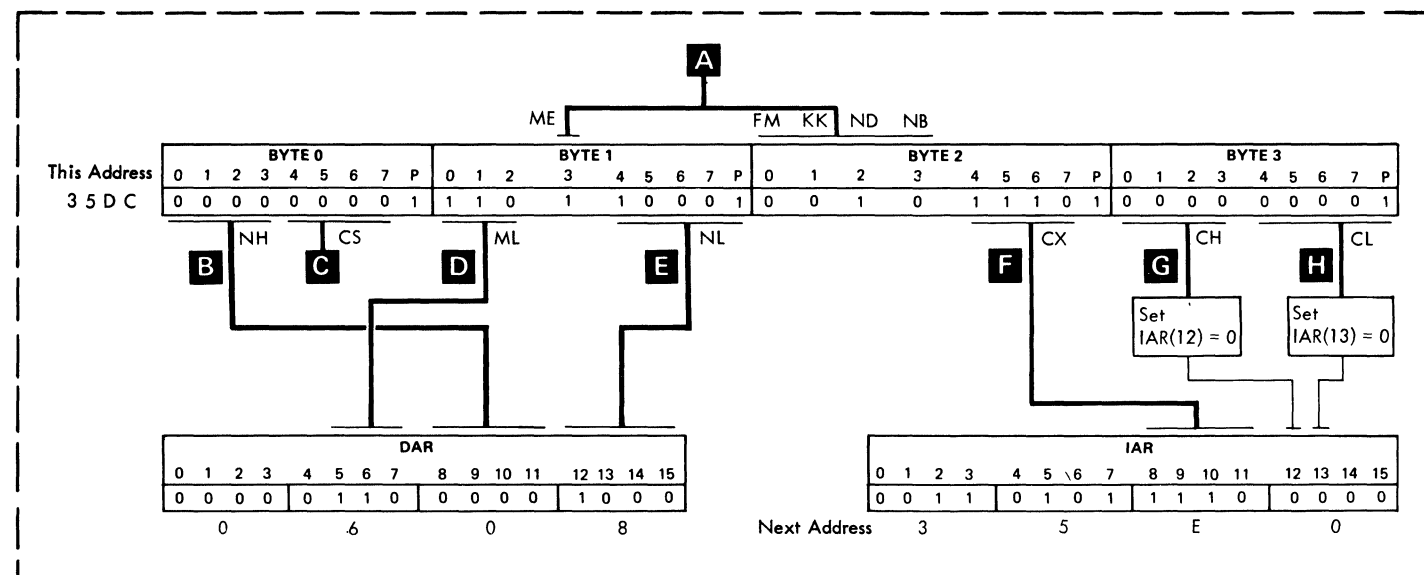 A
ME FM KK ND NB
BYTE 0 BYTE 1 BYTE 2 BYTE 3
This Address 0 1 2 3 4 5 6 7 P 0 1 2 3 4 5 6 7 P 0 1 2 3 4 5 6 7 P 0 1 2 3 4 5 6 7 P
3 5 D C 0 0 0 0 0 0 0 0 1 1 1 0 1 1 0 0 0 1 0 0 1 0 1 1 1 0 1 0 0 0 0 0 0 0 0 1
NH CS ML NL CX CH CL
B C D E F G H
Set Set
IAR(12) = 0 IAR(13) = 0
DAR IAR
0 1 2 3 4 5 6 7 8 9 10 11 12 13 14 15 0 1 2 3 4 5 6 7 8 9 10 11 12 13 14 15
0 0 0 0 0 1 1 0 0 0 0 0 1 0 0 0 0 0 1 1 0 1 0 1 1 1 1 0 0 0 0 0
0 .6 0 8 Next Address 3 5 E 0